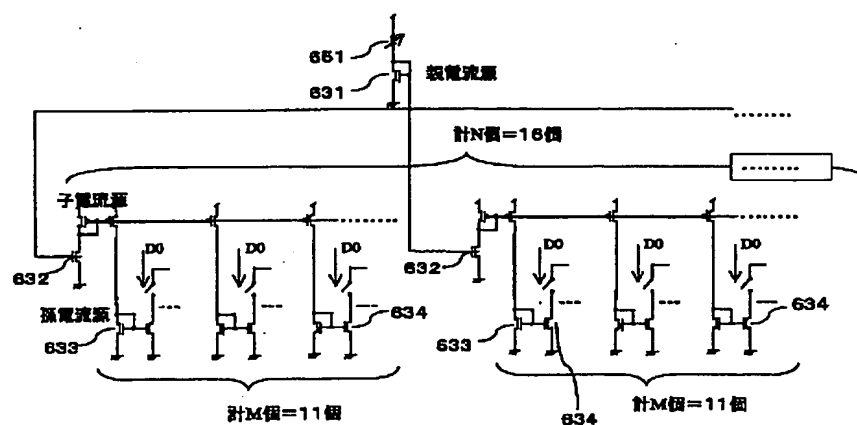 651
631
親電流源
計N個=16個
子電流源
D0 D0 D0 D0 D0 D0
632 632
孫電流源
633 634 633 634
634
計M個=11個 計M個=11個